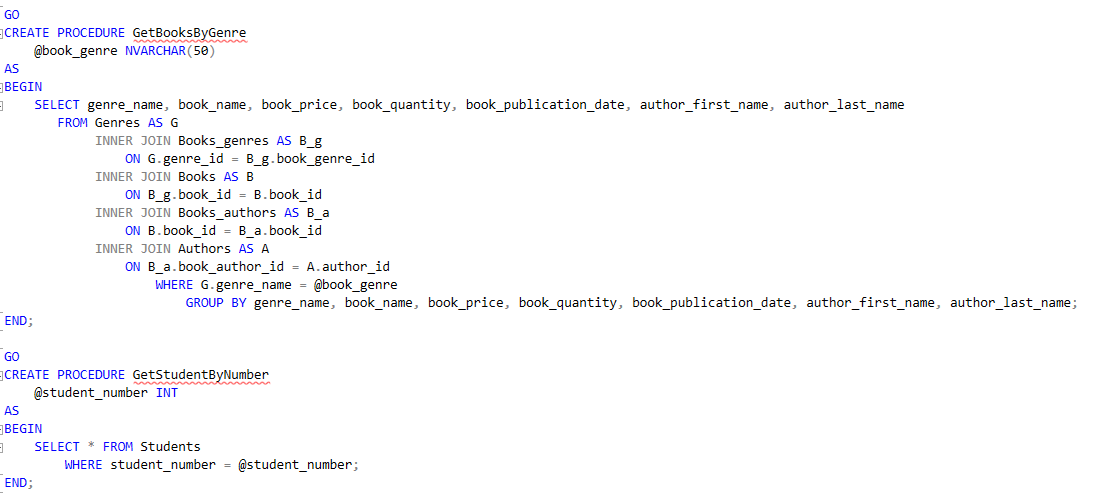 GO
CREATE PROCEDURE GetBooksByGenre
@book_genre NVARCHAR(50)
AS
BEGIN
SELECT genre_name, book_name, book_price, book_quantity, book_publication_date, author_first_name, author_last_name
FROM Genres AS G
INNER JOIN Books_genres AS B_g
ON G.genre_id = B_g.book_genre_id
INNER JOIN Books AS B
ON B_g.book_id = B.book_id
INNER JOIN Books_authors AS B_a
ON B.book_id = B_a.book_id
INNER JOIN Authors AS A
ON B_a.book_author_id = A.author_id
WHERE G.genre_name = @book_genre
GROUP BY genre_name, book_name, book_price, book_quantity, book_publication_date, author_first_name, author_last_name;
END;
GO
CREATE PROCEDURE GetStudentByNumber
@student_number INT
AS
BEGIN
SELECT * FROM Students
WHERE student_number = @student_number;
END;